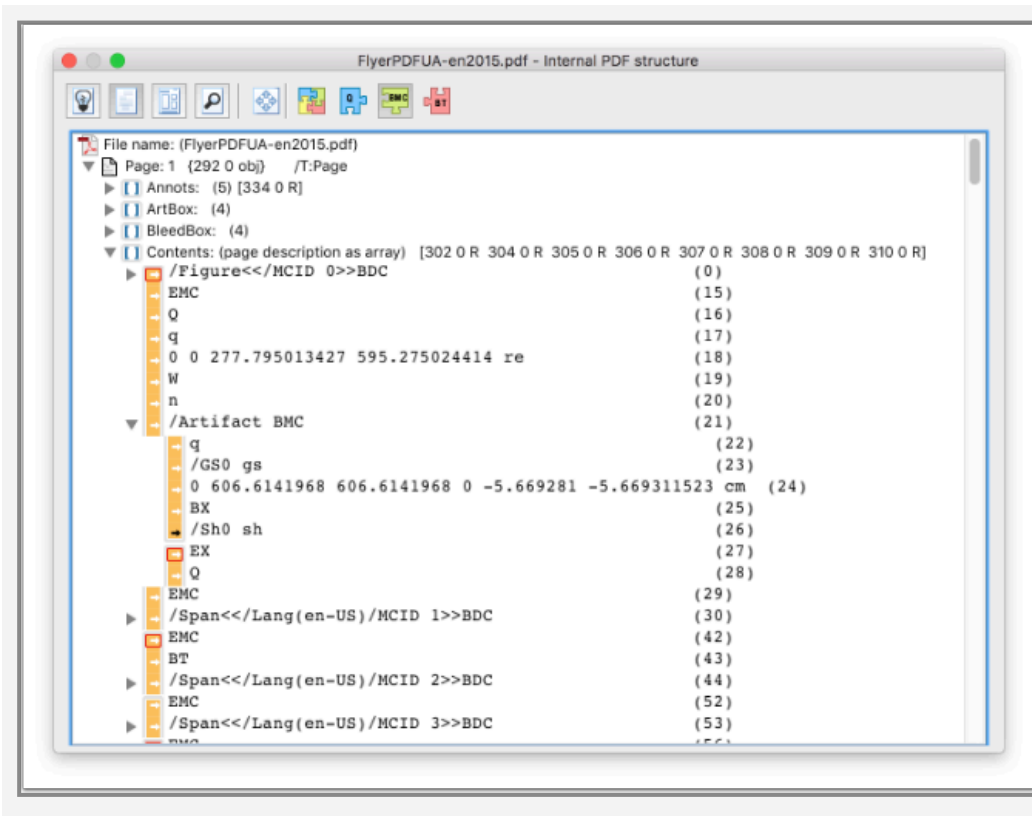 FlyerPDFUA-en2015.pdf - Internal PDF structure
Q EMC BT
File name: (FlyerPDFUA-en2015.pdf)
Page: 1 {292 0 obj} /T:Page
[ ] Annots: (5) [334 0 R]
[ ] ArtBox: (4)
[ ] BleedBox: (4)
[ ] Contents: (page description as array) [302 0 R 304 0 R 305 0 R 306 0 R 307 0 R 308 0 R 309 0 R 310 0 R]
/Figure<</MCID 0>>BDC (0)
EMC (15)
Q (16)
q (17)
0 0 277.795013427 595.275024414 re (18)
W (19)
n (20)
/Artifact BMC (21)
q (22)
/GS0 gs (23)
0 606.6141968 606.6141968 0 -5.669281 -5.669311523 cm (24)
BX (25)
/Sh0 sh (26)
EX (27)
Q (28)
EMC (29)
/Span<</Lang(en-US)/MCID 1>>BDC (30)
EMC (42)
BT (43)
/Span<</Lang(en-US)/MCID 2>>BDC (44)
EMC (52)
/Span<</Lang(en-US)/MCID 3>>BDC (53)